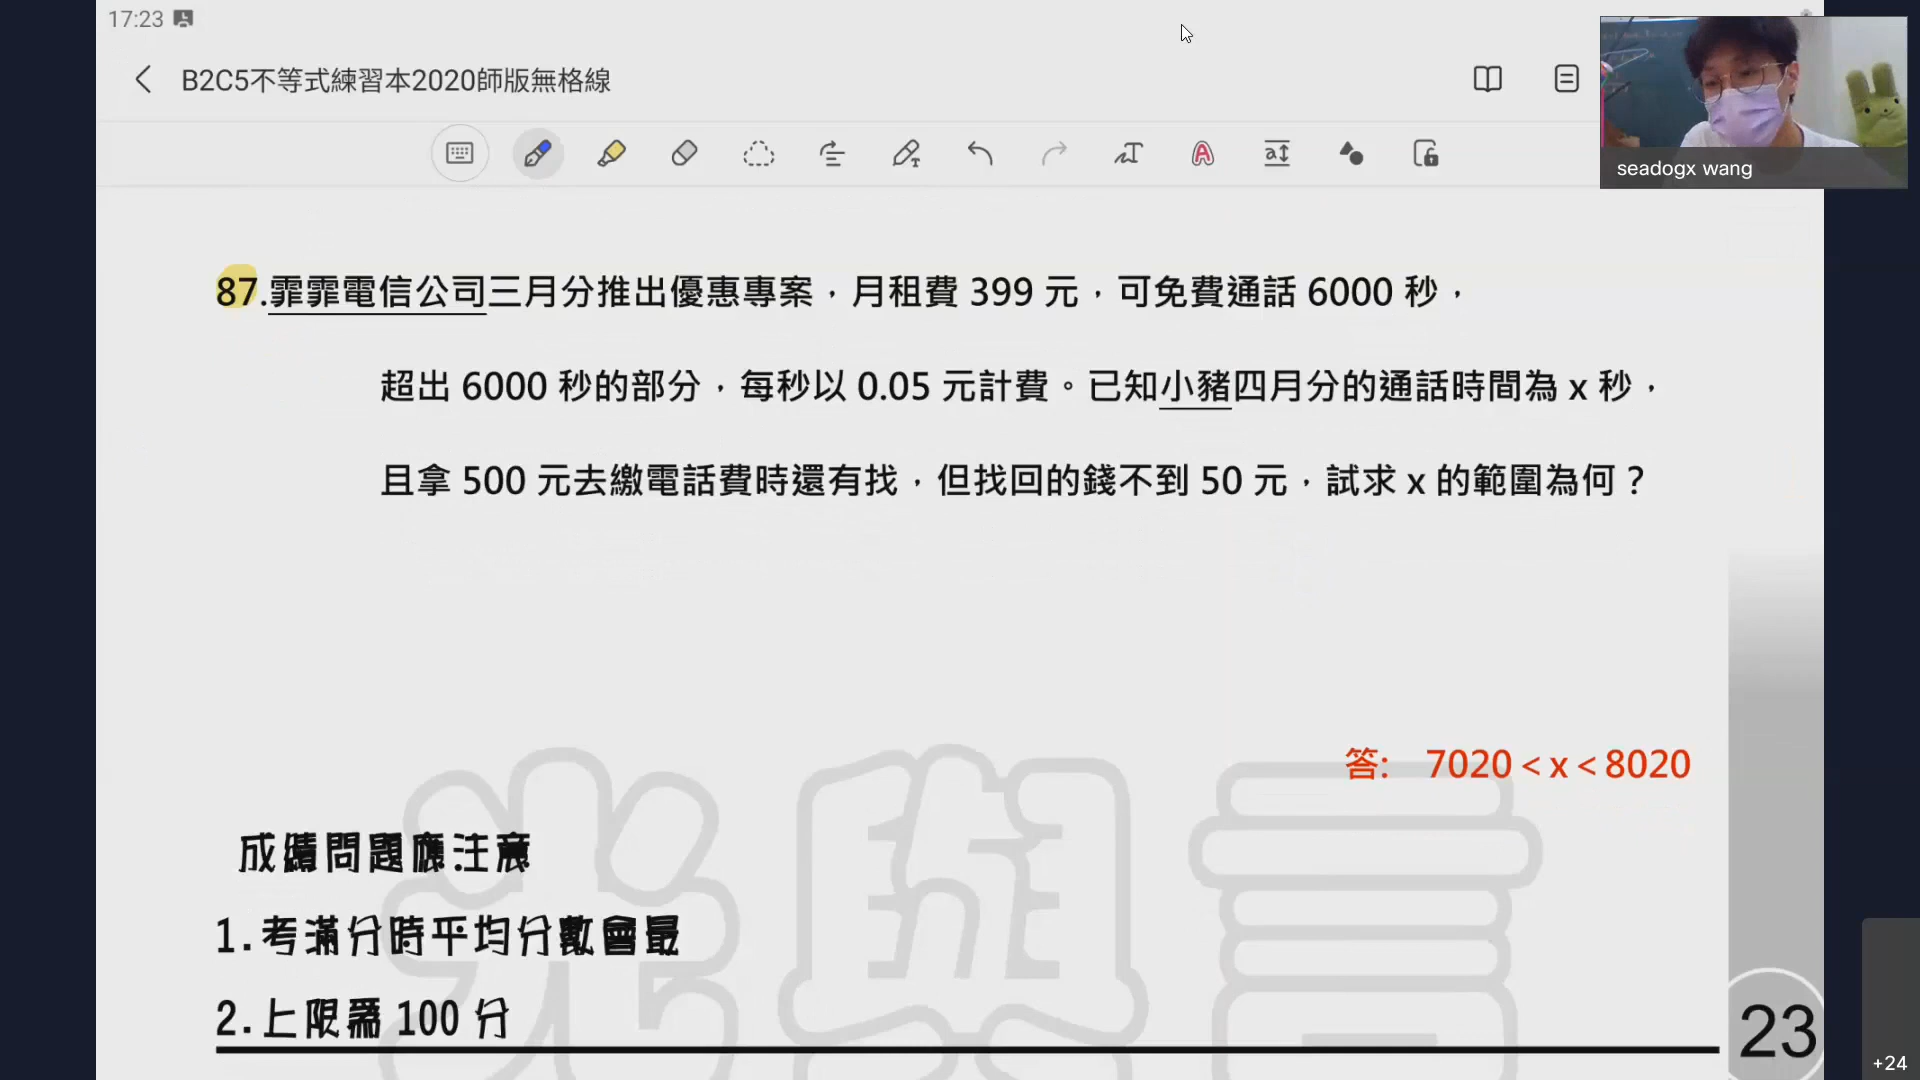 17:23
B2C5不等式練習本2020師版無格線
seadogx wang
87.霏霏電信公司三月分推出優惠專案，月租費 399 元，可免費通話 6000 秒，
超出 6000 秒的部分，每秒以 0.05 元計費。已知小豬四月分的通話時間為 x 秒，
且拿 500 元去繳電話費時還有找，但找回的錢不到 50 元，試求 x 的範圍為何？
答: 7020 < x < 8020
成績問題應注意
1.考滿分時平均分數會最
2.上限為 100 分
23
+24